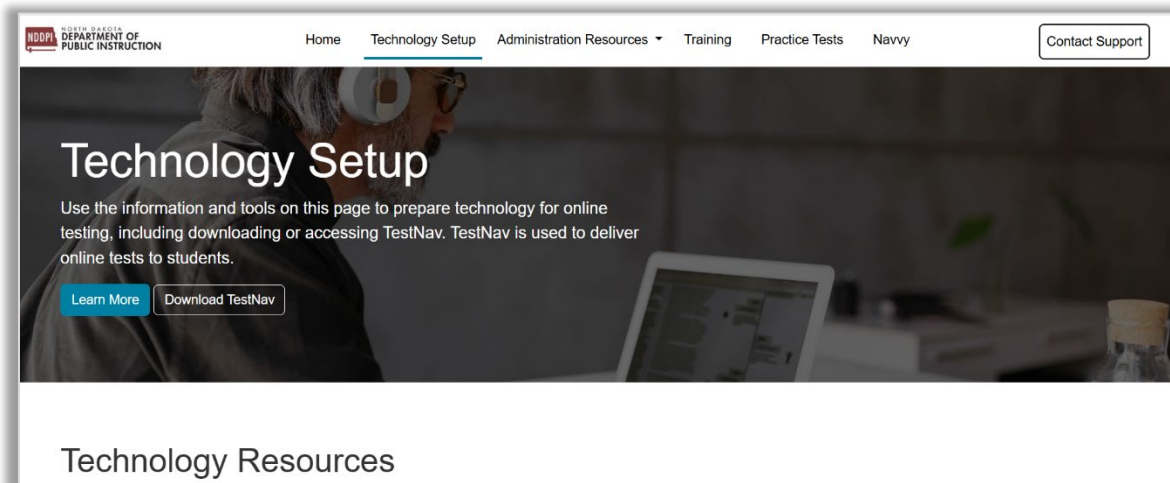 NDDPI
NORTH DAKOTA
DEPARTMENT OF
PUBLIC INSTRUCTION
Home Technology Setup Administration Resources Training Practice Tests Navvy Contact Support
Technology Setup
Use the information and tools on this page to prepare technology for online
testing, including downloading or accessing TestNav. TestNav is used to deliver
online tests to students.
Learn More Download TestNav
Technology Resources